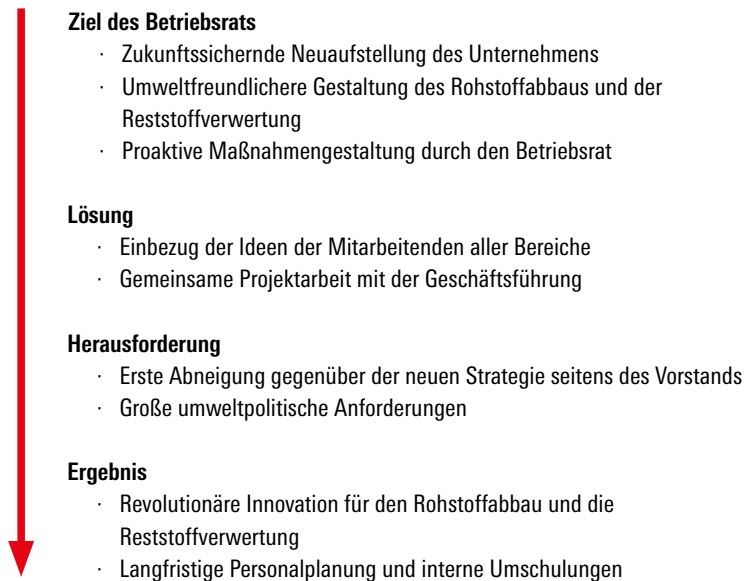 Ziel des Betriebsrats
· Zukunftssichernde Neuaufstellung des Unternehmens
· Umweltfreundlichere Gestaltung des Rohstoffabbaus und der
Reststoffverwertung
· Proaktive Maßnahmengestaltung durch den Betriebsrat
Lösung
· Einbezug der Ideen der Mitarbeitenden aller Bereiche
· Gemeinsame Projektarbeit mit der Geschäftsführung
Herausforderung
· Erste Abneigung gegenüber der neuen Strategie seitens des Vorstands
· Große umweltpolitische Anforderungen
Ergebnis
· Revolutionäre Innovation für den Rohstoffabbau und die
Reststoffverwertung
· Langfristige Personalplanung und interne Umschulungen